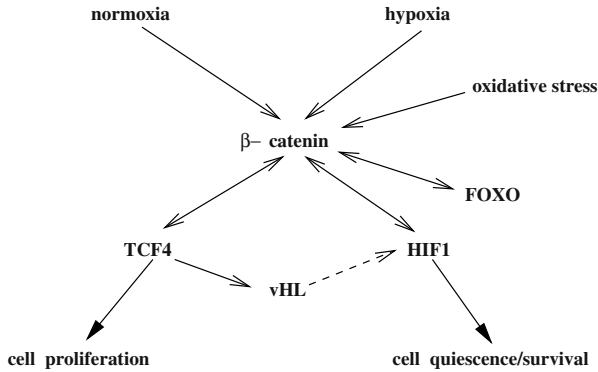 normoxia
hypoxia
oxidative stress
β– catenin
FOXO
TCF4
HIF1
vHL
cell proliferation
cell quiescence/survival